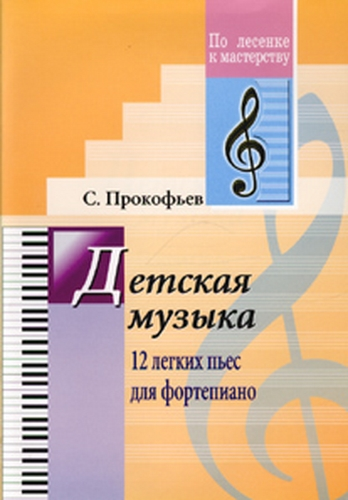 По лесенке
к мастерству
С. Прокофьев
Детская
музыка
12 легких пьес
для фортепиано